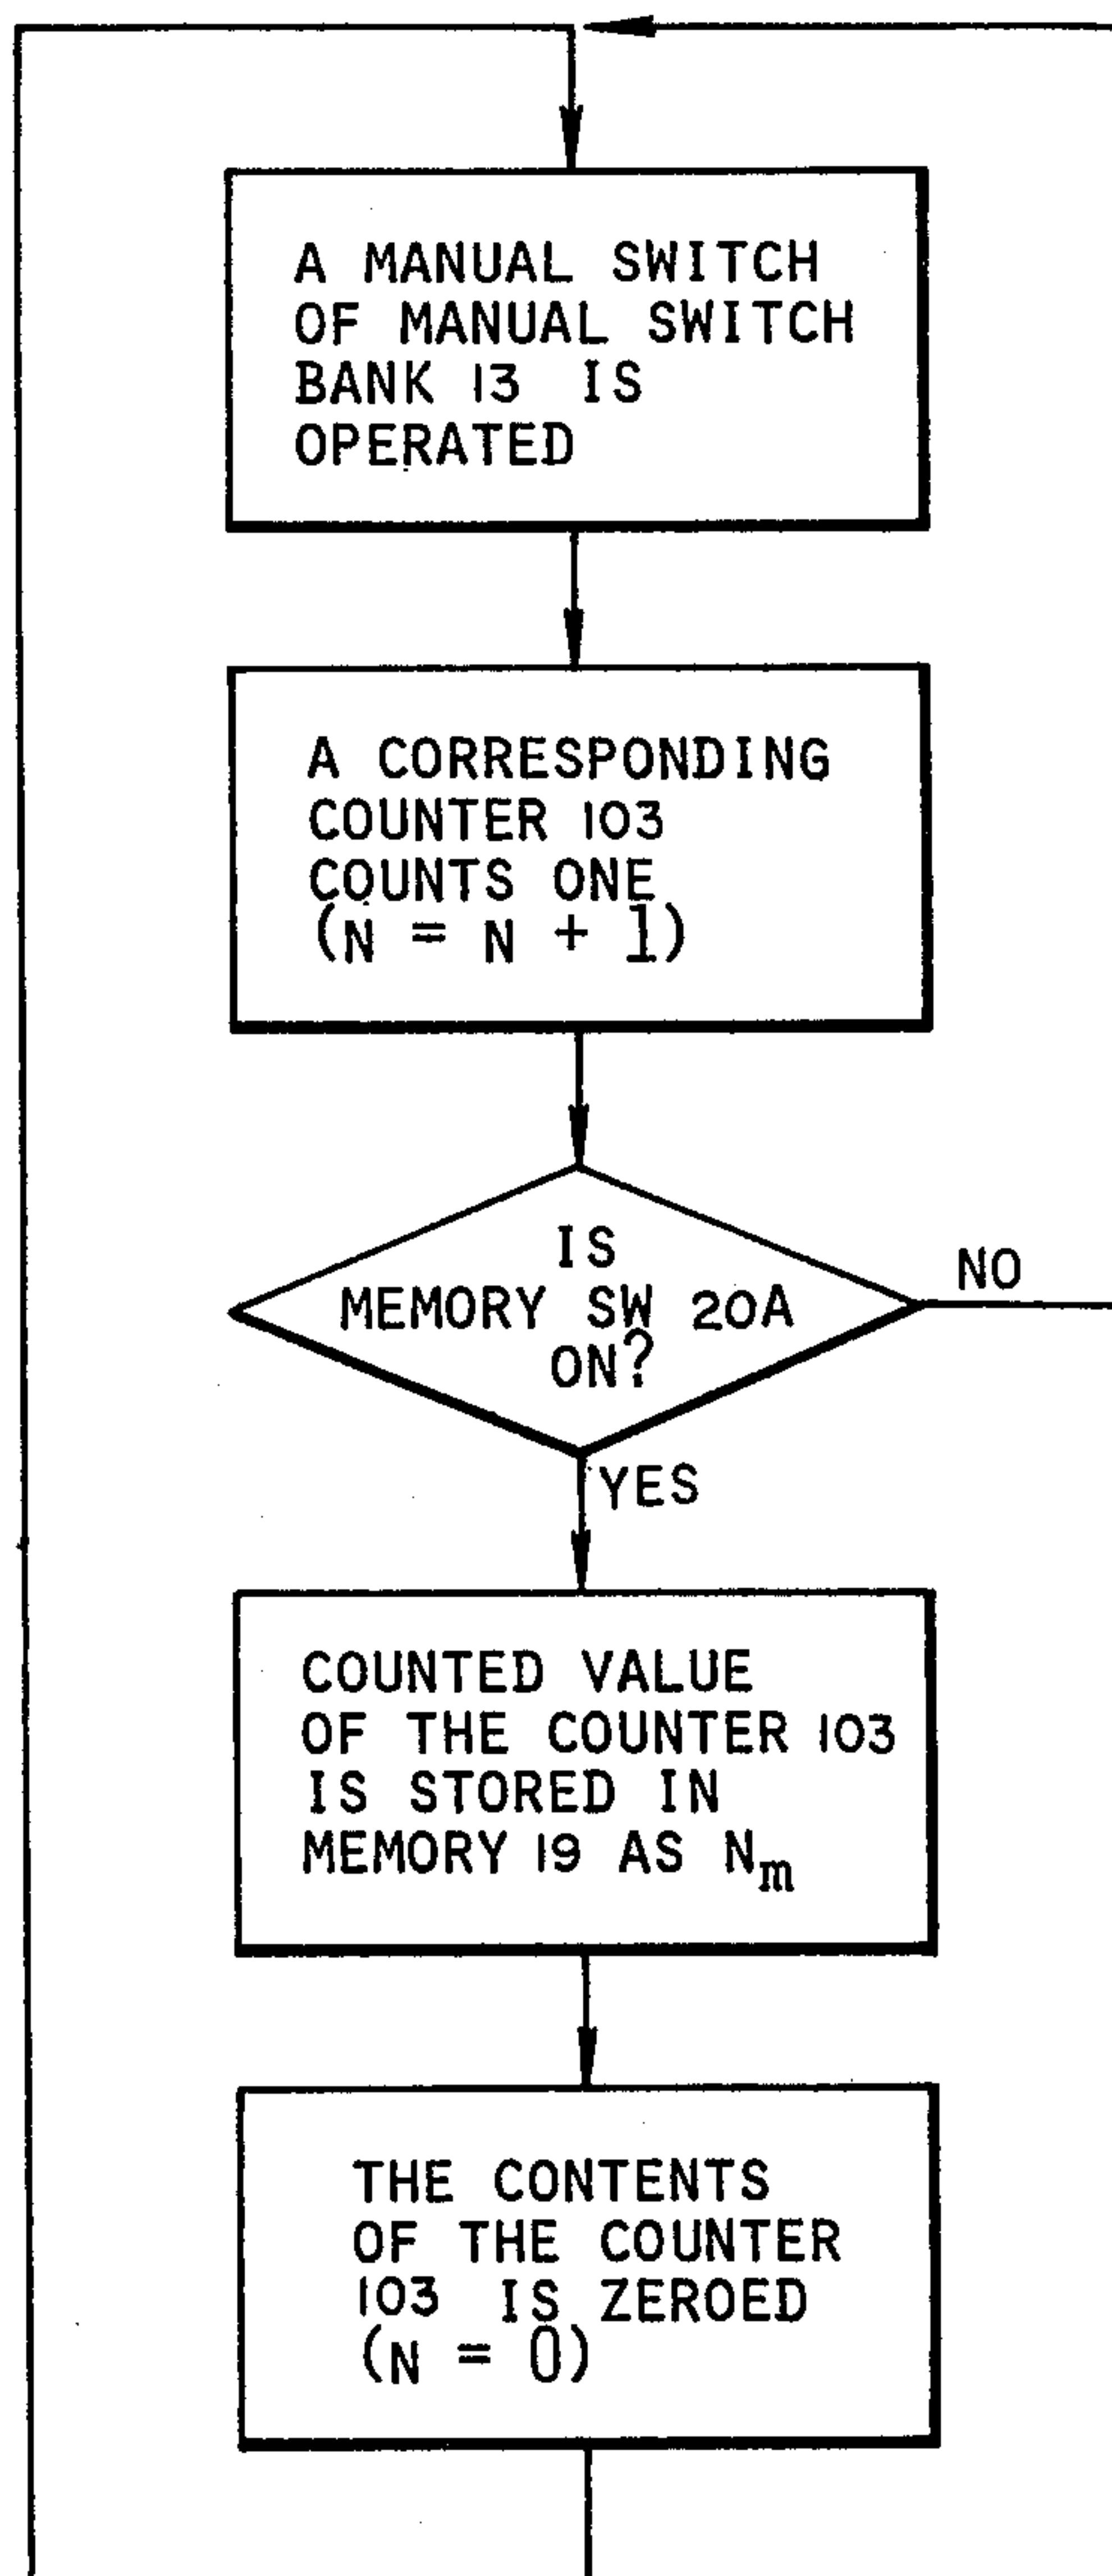 A MANUAL SWITCH
OF MANUAL SWITCH
BANK 13 IS
OPERATED
A CORRESPONDING
COUNTER 103
COUNTS ONE
(N = N + 1)
IS
MEMORY SW 20A
ON?
NO
YES
COUNTED VALUE
OF THE COUNTER 103
IS STORED IN
MEMORY 19 AS Nm
THE CONTENTS
OF THE COUNTER
103 IS ZEROED
(N = 0)